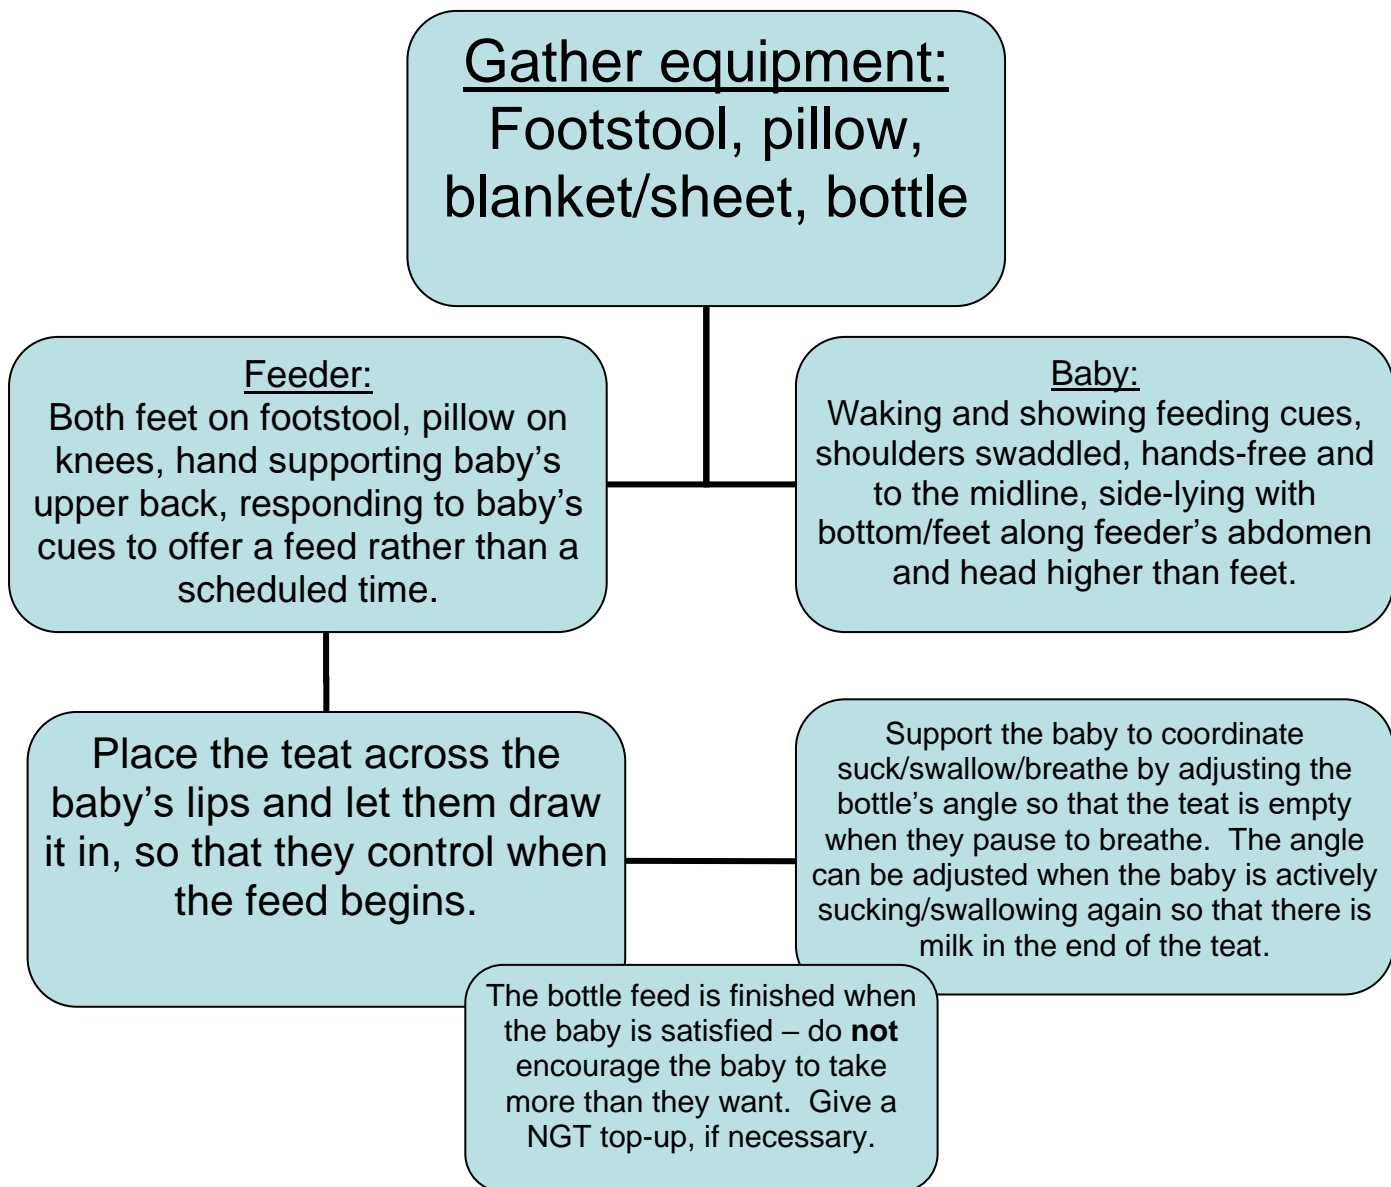 Gather equipment:
Footstool, pillow,
blanket/sheet, bottle
Feeder:
Both feet on footstool, pillow on
knees, hand supporting baby’s
upper back, responding to baby’s
cues to offer a feed rather than a
scheduled time.
Baby:
Waking and showing feeding cues,
shoulders swaddled, hands-free and
to the midline, side-lying with
bottom/feet along feeder’s abdomen
and head higher than feet.
Place the teat across the
baby’s lips and let them draw
it in, so that they control when
the feed begins.
Support the baby to coordinate
suck/swallow/breathe by adjusting the
bottle’s angle so that the teat is empty
when they pause to breathe.  The angle
can be adjusted when the baby is actively
sucking/swallowing again so that there is
milk in the end of the teat.
The bottle feed is finished when
the baby is satisfied – do not
encourage the baby to take
more than they want.  Give a
NGT top-up, if necessary.